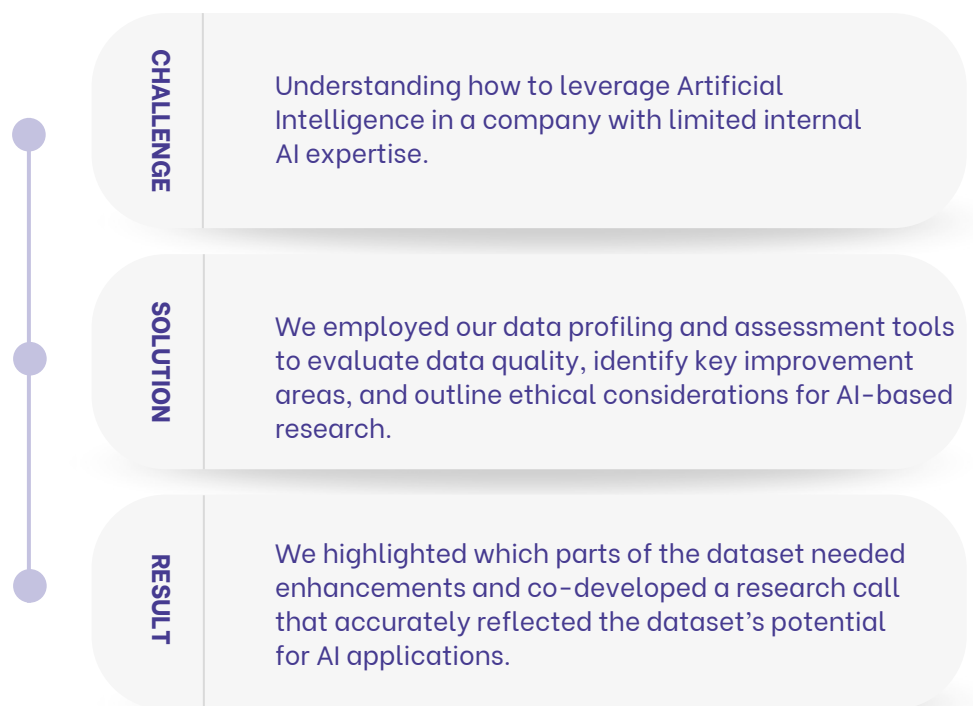 CHALLENGE
Understanding how to leverage Artificial
Intelligence in a company with limited internal
AI expertise.
SOLUTION
We employed our data profiling and assessment tools
to evaluate data quality, identify key improvement
areas, and outline ethical considerations for AI-based
research.
RESULT
We highlighted which parts of the dataset needed
enhancements and co-developed a research call
that accurately reflected the dataset’s potential
for AI applications.